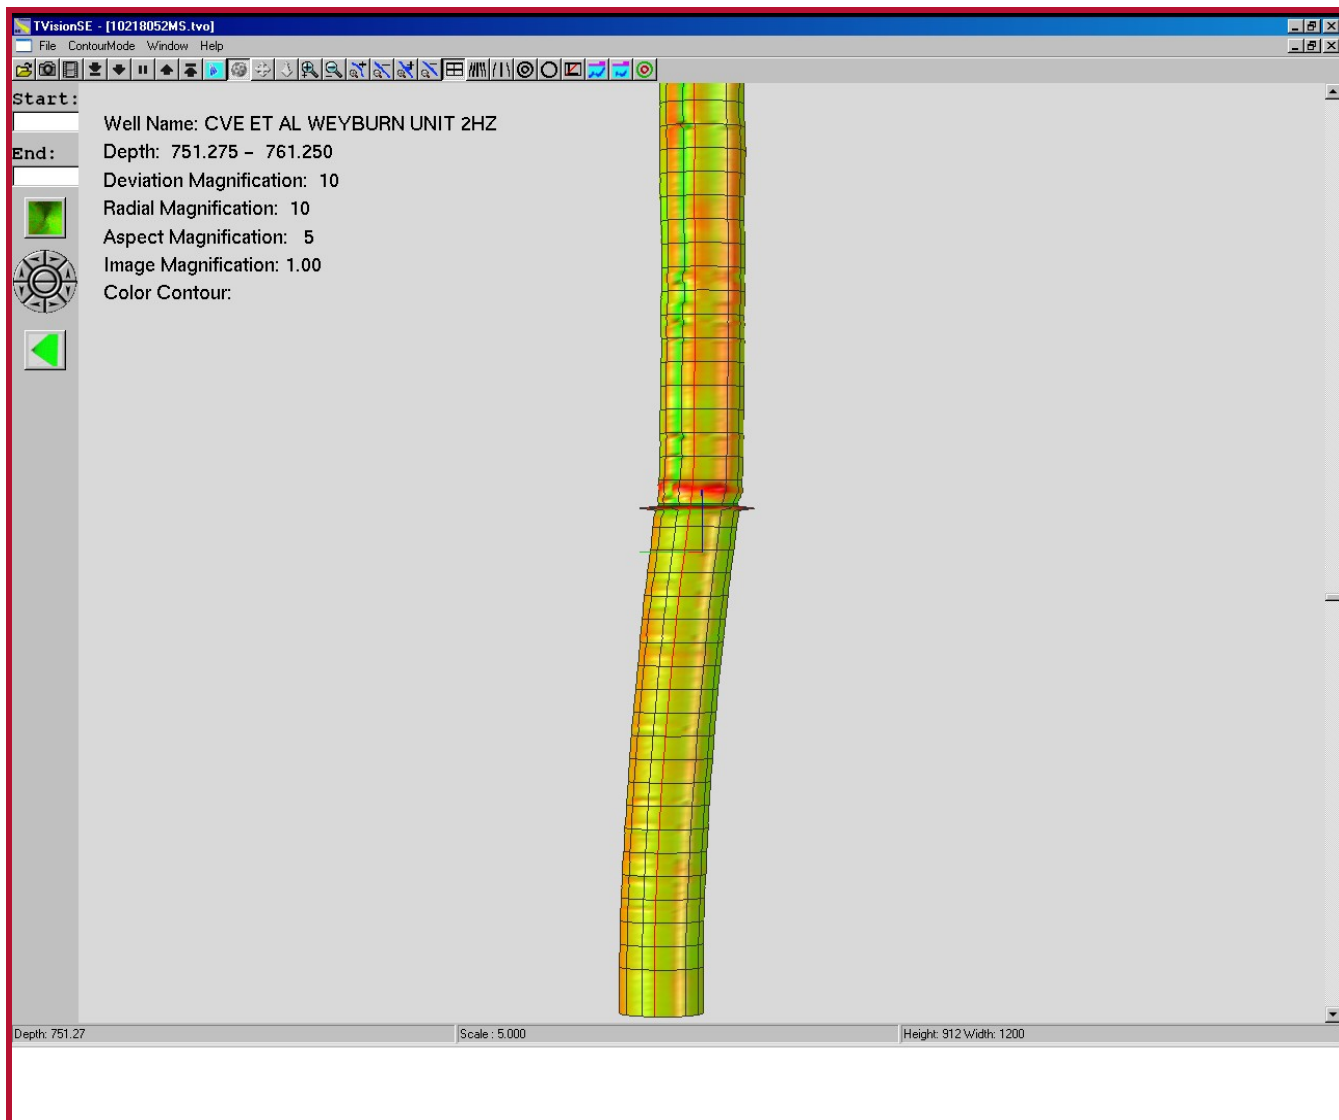 TVisionSE - [10218052MS.tvo]
File ContourMode Window Help
Start:
End:
Well Name: CVE ET AL WEYBURN UNIT 2HZ
Depth: 751.275 - 761.250
Deviation Magnification: 10
Radial Magnification: 10
Aspect Magnification: 5
Image Magnification: 1.00
Color Contour:
Depth: 751.27
Scale : 5.000
Height: 912 Width: 1200